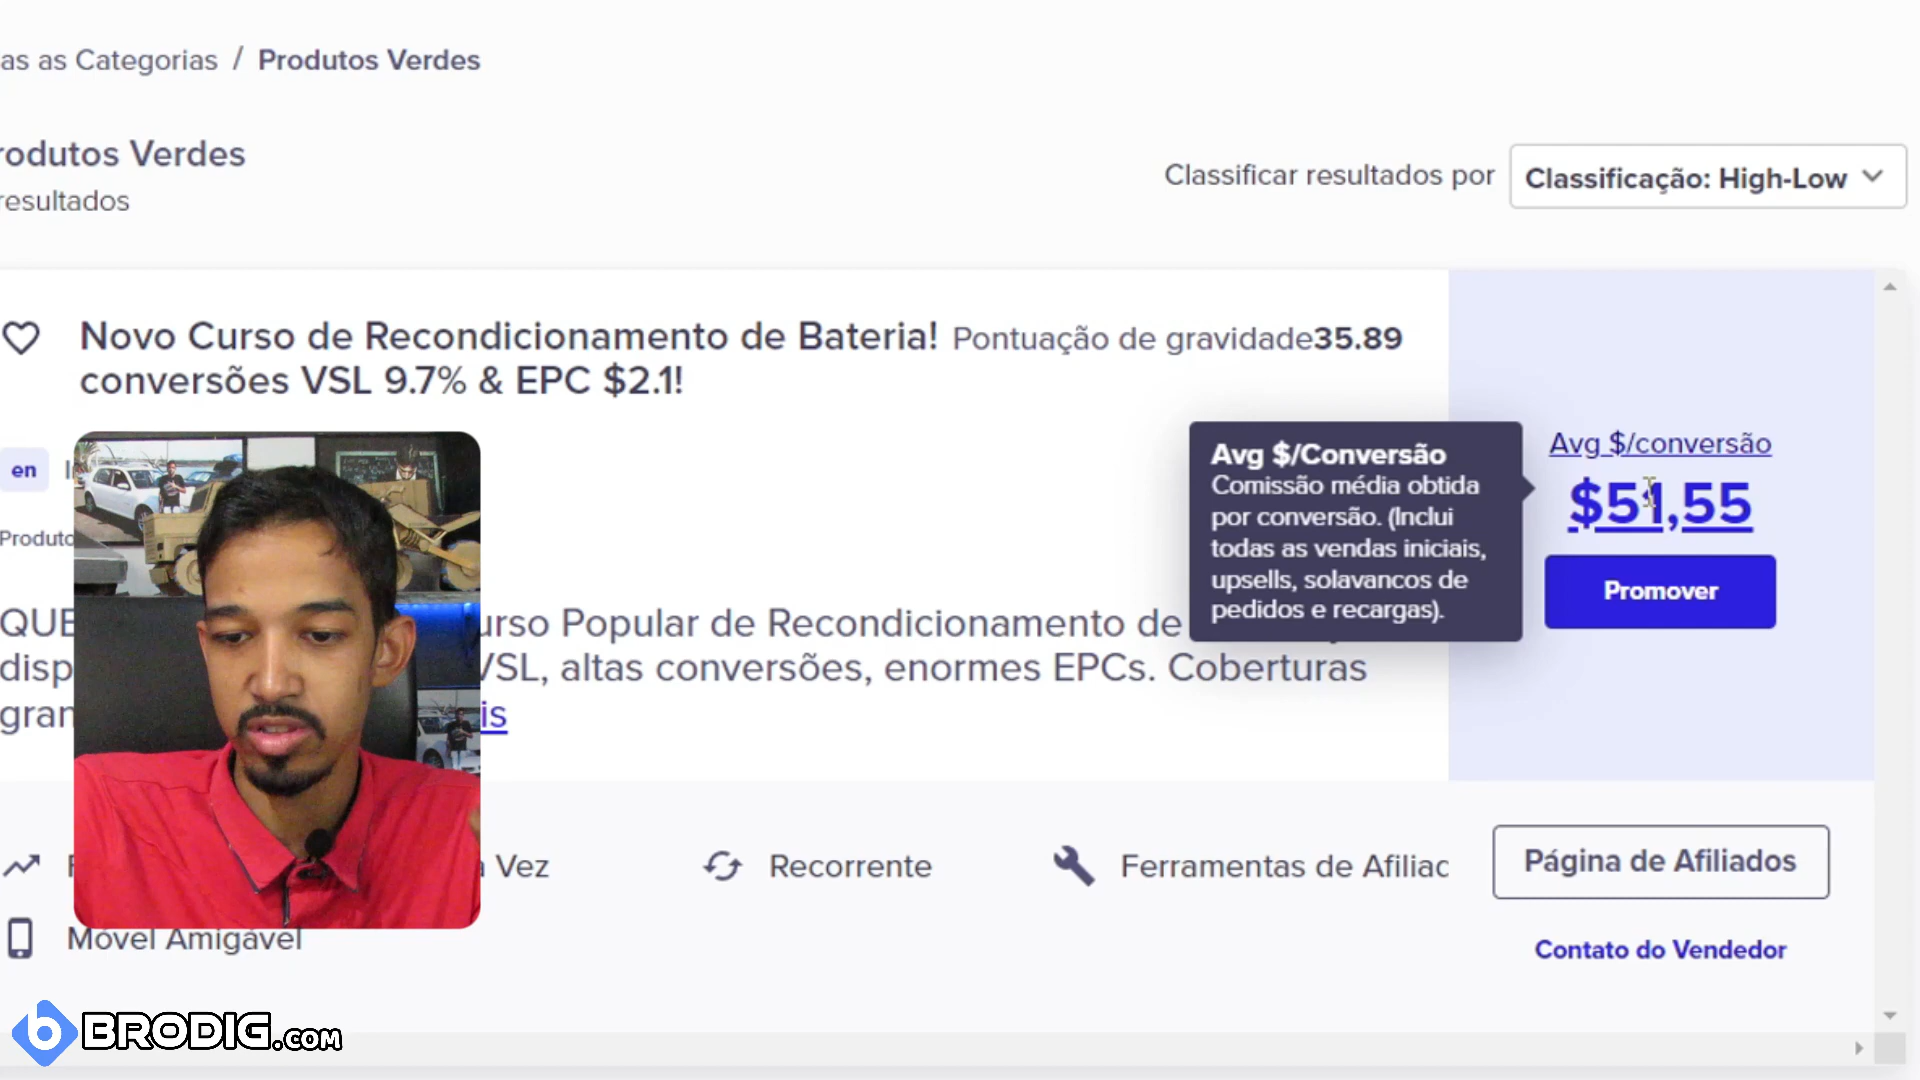 as as Categorias / Produtos Verdes
rodutos Verdes
resultados
Classificar resultados por
Classificação: High-Low
Novo Curso de Recondicionamento de Bateria! Pontuação de gravidade35.89
conversões VSL 9.7% & EPC $2.1!
en
Avg $/Conversão
Comissão média obtida
por conversão. (Inclui
todas as vendas iniciais,
upsells, solavancos de
pedidos e recargas).
Avg $/conversão
$51,55
Promover
Produto
QUE urso Popular de Recondicionamento de
disp VSL, altas conversões, enormes EPCs. Coberturas
gran is
a Vez
Recorrente
Ferramentas de Afiliac
Página de Afiliados
Móvel Amigável
Contato do Vendedor
BRODIG.COM